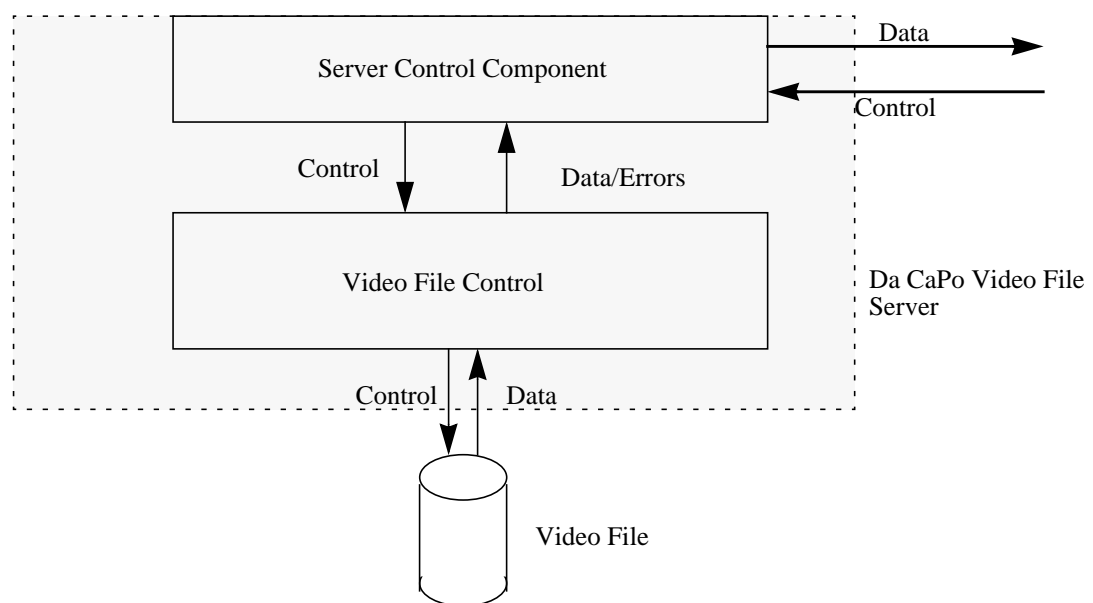 Data
Server Control Component
Control
Control
Data/Errors
Video File Control
Da CaPo Video File
Server
Control
Data
Video File